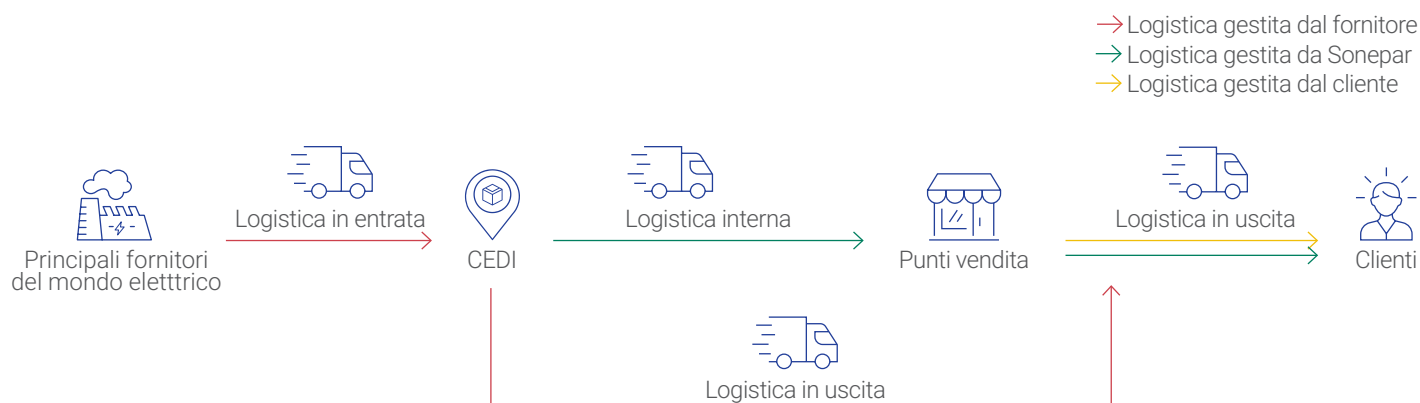 Logistica gestita dal fornitore
Logistica gestita da Sonepar
Logistica gestita dal cliente
Logistica in entrata
Logistica interna
Logistica in uscita
Principali fornitori
del mondo eletttrico
CEDI
Punti vendita
Clienti
Logistica in uscita